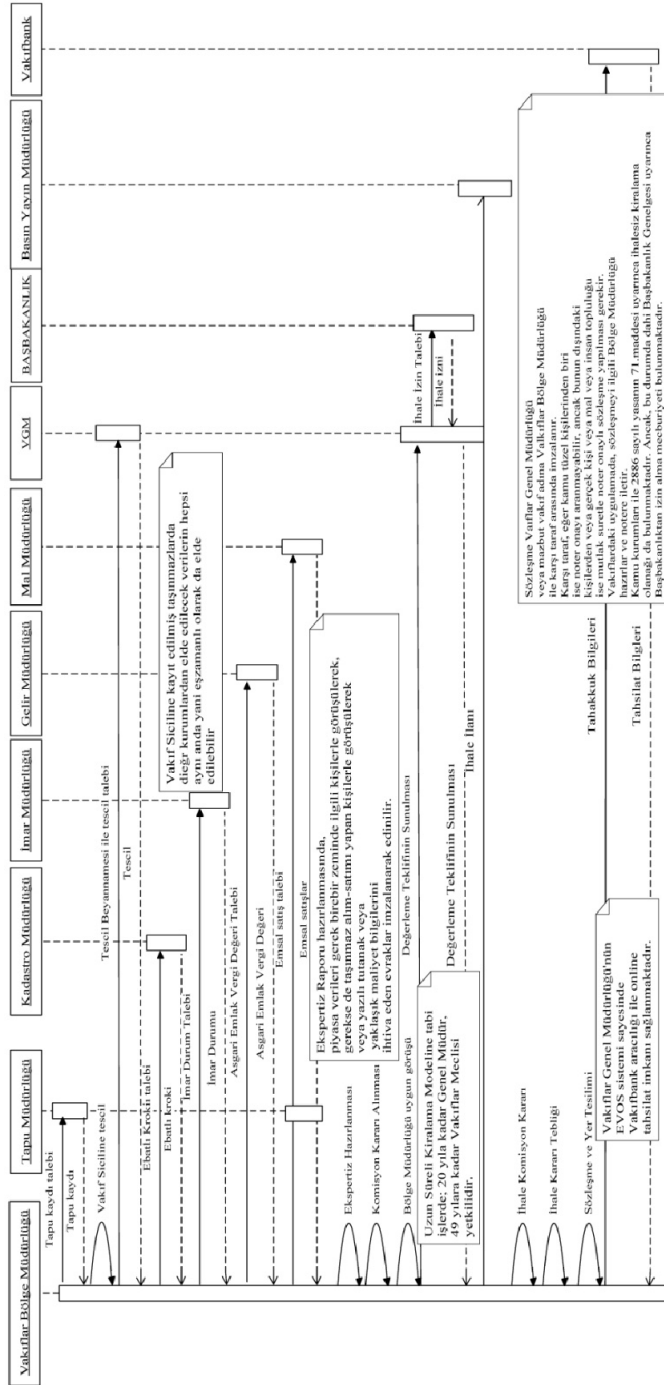 Vakıflar Bölge Müdürlüğü
Tapu Müdürlüğü
Kadastro Müdürlüğü
İmar Müdürlüğü
Gelir Müdürlüğü
Mal Müdürlüğü
VGM
BAŞBAKANLIK
Basın Yayın Müdürlüğü
Vakıfbank
Tapu kaydı talebi
Tapu kaydı
Vakıf Siciline tescil
Tescil Beyannamesi ile tescil talebi
Tescil
Ebatlı Krokii talebi
Ebatlı kroki
İmar Durum Talebi
İmar Durumu
Asgari Emlak Vergi Değeri Talebi
Asgari Emlak Vergi Değeri
Emsal satış talebi
Emsal satışlar
Vakıf Siciline kayıt edilmiş taşınmazlarda
dieğr kurumlardan elde edilecek verilerin hepsi
aynı anda yani eşzamanlı olarak da elde
edilebilir
Ekspertiz Raporu hazırlanmasında,
piyasa verileri gerek birebir zeminde ilgili kişilerle görüşülerek,
gerekse de taşınmaz alım-satımı yapan kişilerle görüşülerek
veya yazılı tutanak veya
yaklaşık maliyet bilgilerini
ihtiva eden evraklar imzalanarak edinilir.
Ekspertiz Hazırlanması
Komisyon Kararı Alınması
Bölge Müdürlüğü uygun görüşü
Değerleme Teklifinin Sunulması
İhale İzin Talebi
İhale izni
Uzun Süreli Kiralama Modeline tabi
işlerde; 20 yıla kadar Genel Müdür,
49 yılara kadar Vakıflar Meclisi
yetkilidir.
Değerleme Teklifinin Sunulması
İhale İlanı
İhale Komisyon Kararı
İhale Kararı Tebliği
Sözleşme ve Yer Tesilimi
Sözleşme Vaıflar Genel Müdürlüğü
veya mazbut vakıf adına Valkıflar Bölge Müdürlüğü
ile karşı taraf arasında imzalanır.
Karşı taraf, eğer kamu tüzel kişilerinden biri
ise noter onayı aranmayabilir, ancak bunun dışındaki
kişilerden veya gerçek kişi veya mal veya insan topluluğu
ise mutlak suretle noter onaylı sözleşme yapılması gerekir.
Vakıflardaki uygulamada, sözleşmeyi ilgili Bölge Müdürlüğü
hazırlar ve notere iletir.
Kamu kurumları ile 2886 sayılı yasanın 71.maddesi uyarınca ihalesiz kiralama
olanağı da bulunmaktadır. Ancak, bu durumda dahi Başbakanlık Genelgesi uyarınca
Başbakanlıktan izin alma mecburiyeti bulunmaktadır.
Tahakkuk Bilgileri
Tahsilat Bilgleri
Vakıflar Genel Müdürlüğü'nün
EVOS sistemi sayesinde
Vakıfbank aracılığı ile online
tahsilat imkanı sağlanmaktadır.